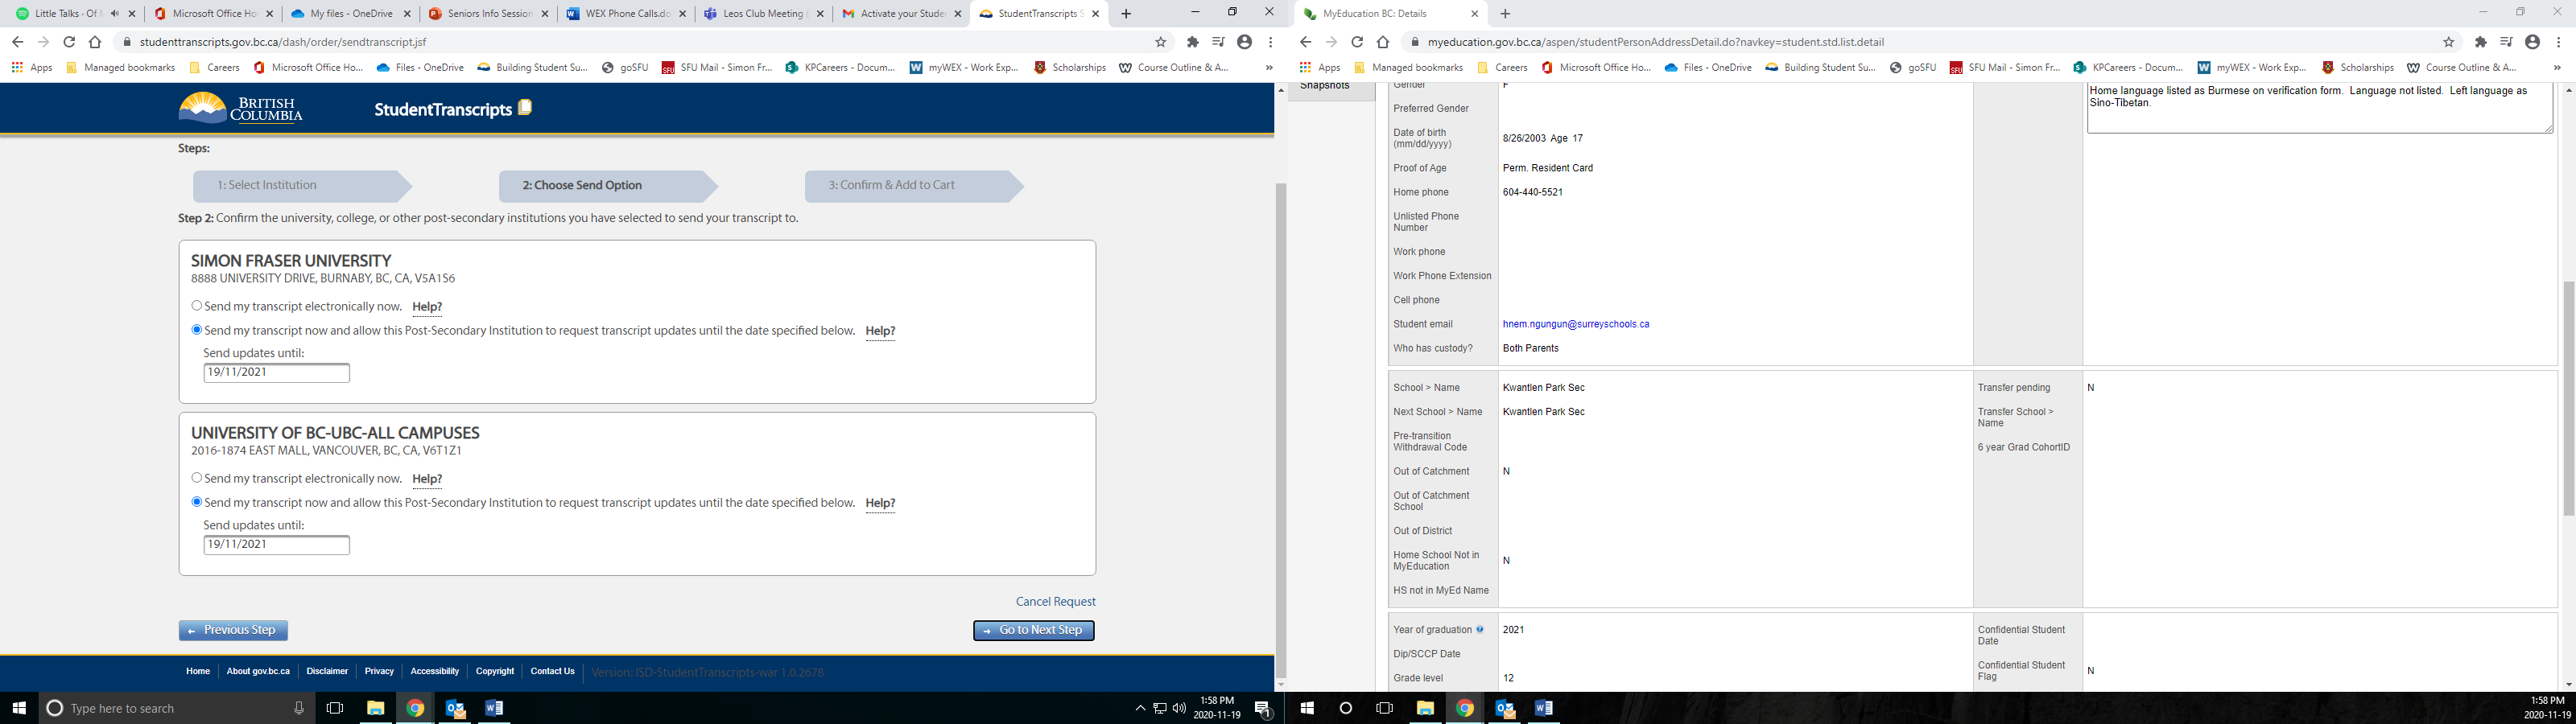 Little Talks · Of M
Microsoft Office Ho
My files - OneDrive
Seniors Info Session
WEX Phone Calls.do
Leos Club Meeting
Activate your Stude
StudentTranscripts S
studenttranscripts.gov.bc.ca/dash/order/sendtranscript.jsf
Apps
Managed bookmarks
Careers
Microsoft Office Ho...
Files - OneDrive
Building Student Su...
goSFU
SFU Mail - Simon Fr...
KPCareers - Docum...
myWEX - Work Exp...
Scholarships
Course Outline & A...
»
BRITISH
COLUMBIA
StudentTranscripts
Steps:
1: Select Institution
2: Choose Send Option
3: Confirm & Add to Cart
Step 2: Confirm the university, college, or other post-secondary institutions you have selected to send your transcript to.
SIMON FRASER UNIVERSITY
8888 UNIVERSITY DRIVE, BURNABY, BC, CA, V5A1S6
Send my transcript electronically now. Help?
Send my transcript now and allow this Post-Secondary Institution to request transcript updates until the date specified below. Help?
Send updates until:
19/11/2021
UNIVERSITY OF BC-UBC-ALL CAMPUSES
2016-1874 EAST MALL, VANCOUVER, BC, CA, V6T1Z1
Send my transcript electronically now. Help?
Send my transcript now and allow this Post-Secondary Institution to request transcript updates until the date specified below. Help?
Send updates until:
19/11/2021
Cancel Request
Previous Step
Go to Next Step
Home
About gov.bc.ca
Disclaimer
Privacy
Accessibility
Copyright
Contact Us
Version: ISD-StudentTranscripts-war 1.0.2678
Type here to search
1:58 PM
2020-11-19
1
MyEducation BC: Details
myeducation.gov.bc.ca/aspen/studentPersonAddressDetail.do?navkey=student.std.list.detail
Apps
Managed bookmarks
Careers
Microsoft Office Ho...
Files - OneDrive
Building Student Su...
goSFU
SFU Mail - Simon Fr...
KPCareers - Docum...
myWEX - Work Exp...
Scholarships
Course Outline & A...
»
Snapshots
Gender F
Preferred Gender
Date of birth
(mm/dd/yyyy)
8/26/2003 Age 17
Proof of Age Perm. Resident Card
Home phone 604-440-5521
Unlisted Phone
Number
Work phone
Work Phone Extension
Cell phone
Student email hnem.ngungun@surreyschools.ca
Who has custody? Both Parents
Home language listed as Burmese on verification form. Language not listed. Left language as
Sino-Tibetan.
School > Name Kwantlen Park Sec
Next School > Name Kwantlen Park Sec
Pre-transition
Withdrawal Code
Out of Catchment N
Out of Catchment
School
Out of District
Home School Not in
MyEducation
N
HS not in MyEd Name
Transfer pending N
Transfer School >
Name
6 year Grad CohortID
Year of graduation 2021
Dip/SCCP Date
Grade level 12
Confidential Student
Date
Confidential Student
Flag
N
1:58 PM
2020-11-19